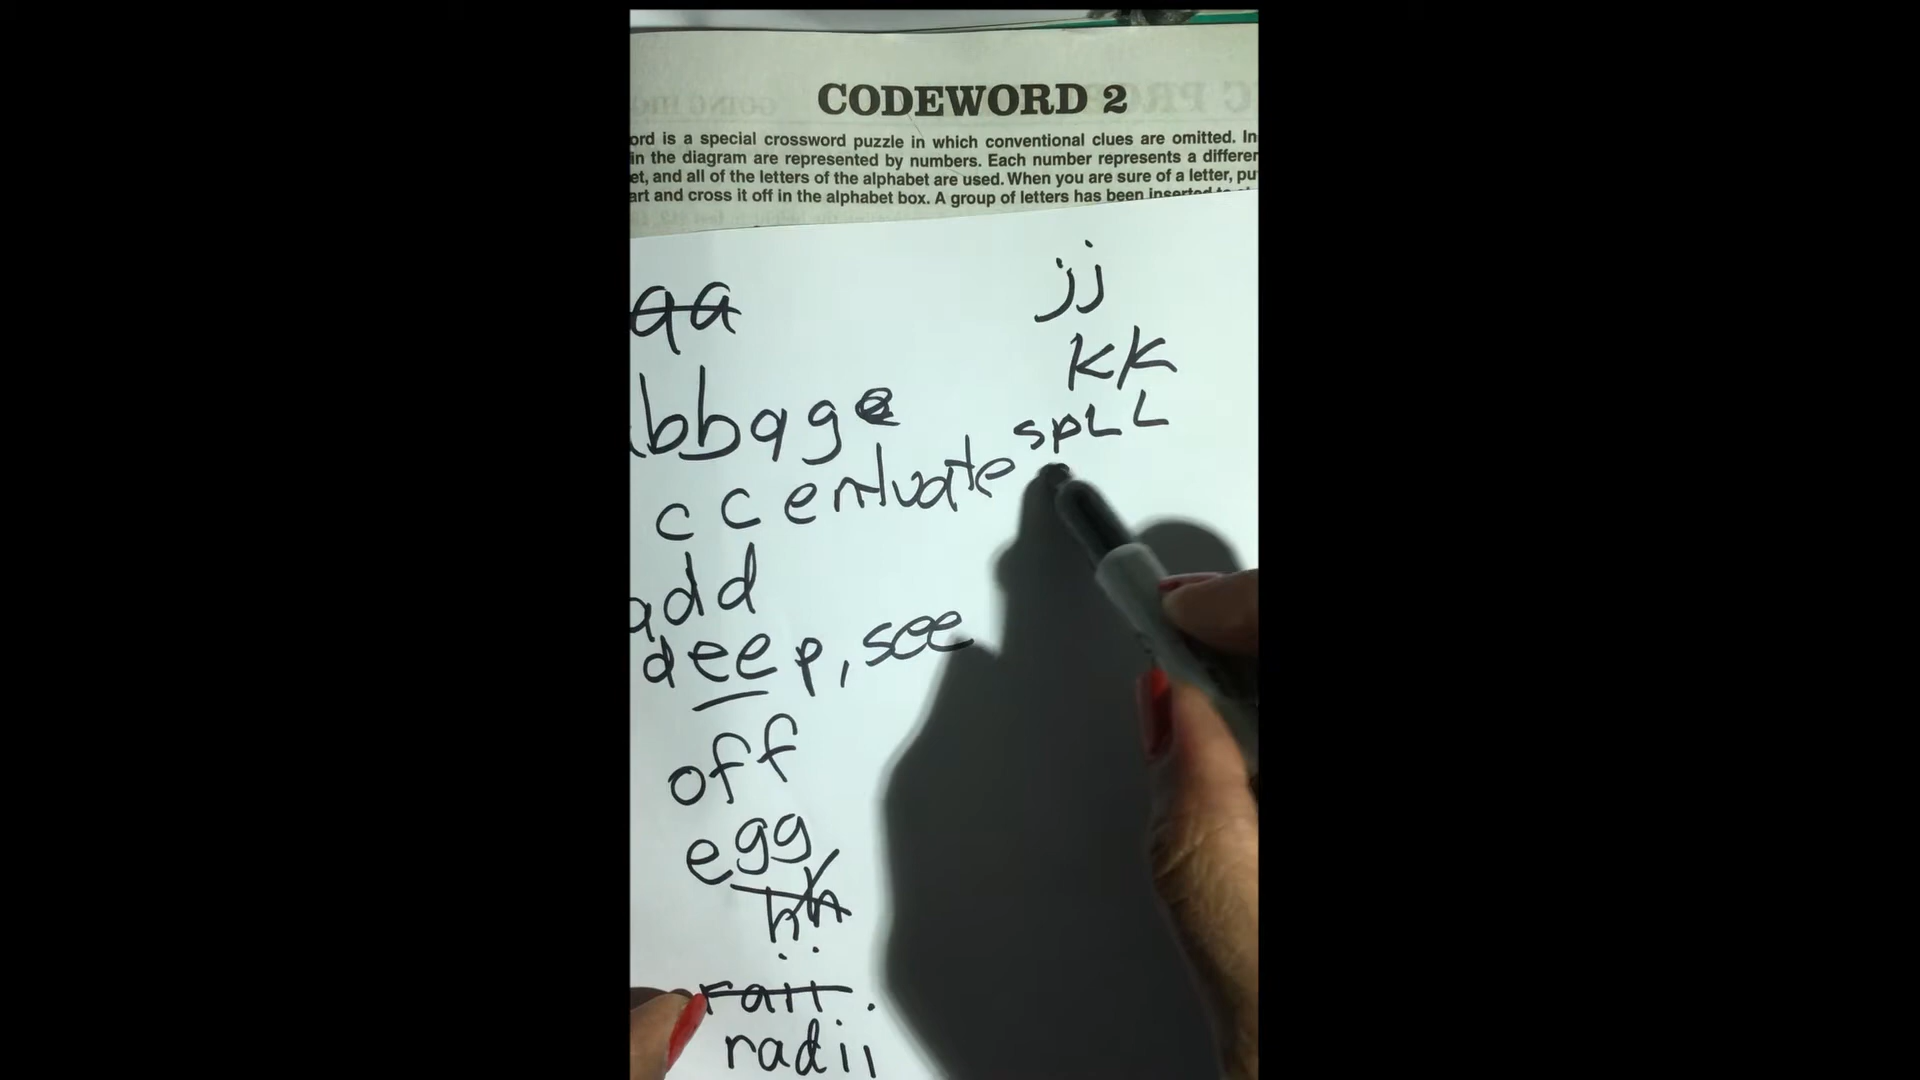 CODEWORD 2
ord is a special crossword puzzle in which conventional clues are omitted. In
in the diagram are represented by numbers. Each number represents a differen
et, and all of the letters of the alphabet are used. When you are sure of a letter, pu
art and cross it off in the alphabet box. A group of letters has been inserted
aa
bbage
ccentuate
add
deep, see
off
egg
hh
raii
radii
jj
kk
spLL